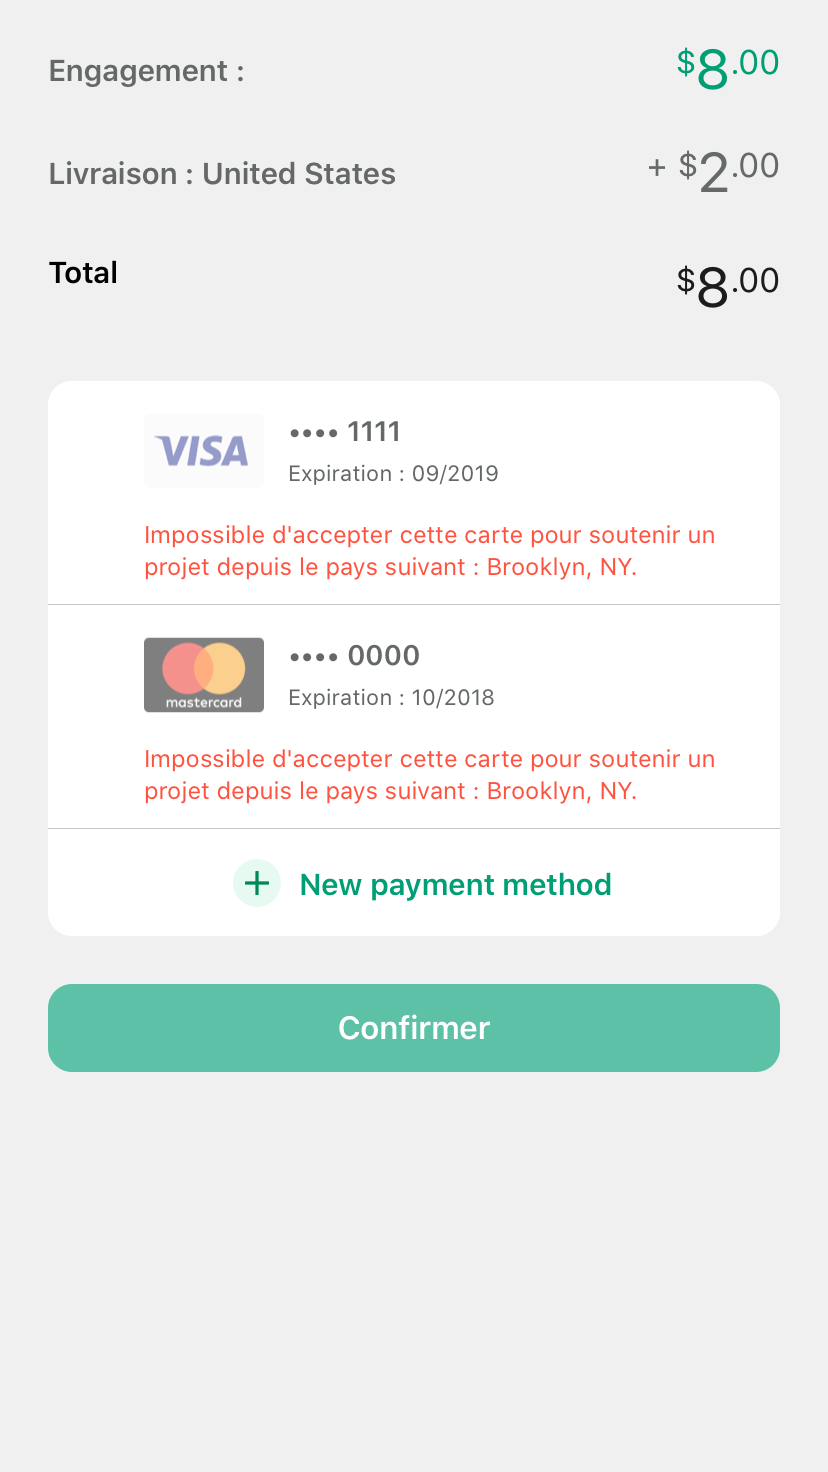 Engagement : $8.00
Livraison : United States + $2.00
Total $8.00
VISA •••• 1111
Expiration : 09/2019
Impossible d'accepter cette carte pour soutenir un
projet depuis le pays suivant : Brooklyn, NY.
•••• 0000
mastercard Expiration : 10/2018
Impossible d'accepter cette carte pour soutenir un
projet depuis le pays suivant : Brooklyn, NY.
+ New payment method
Confirmer